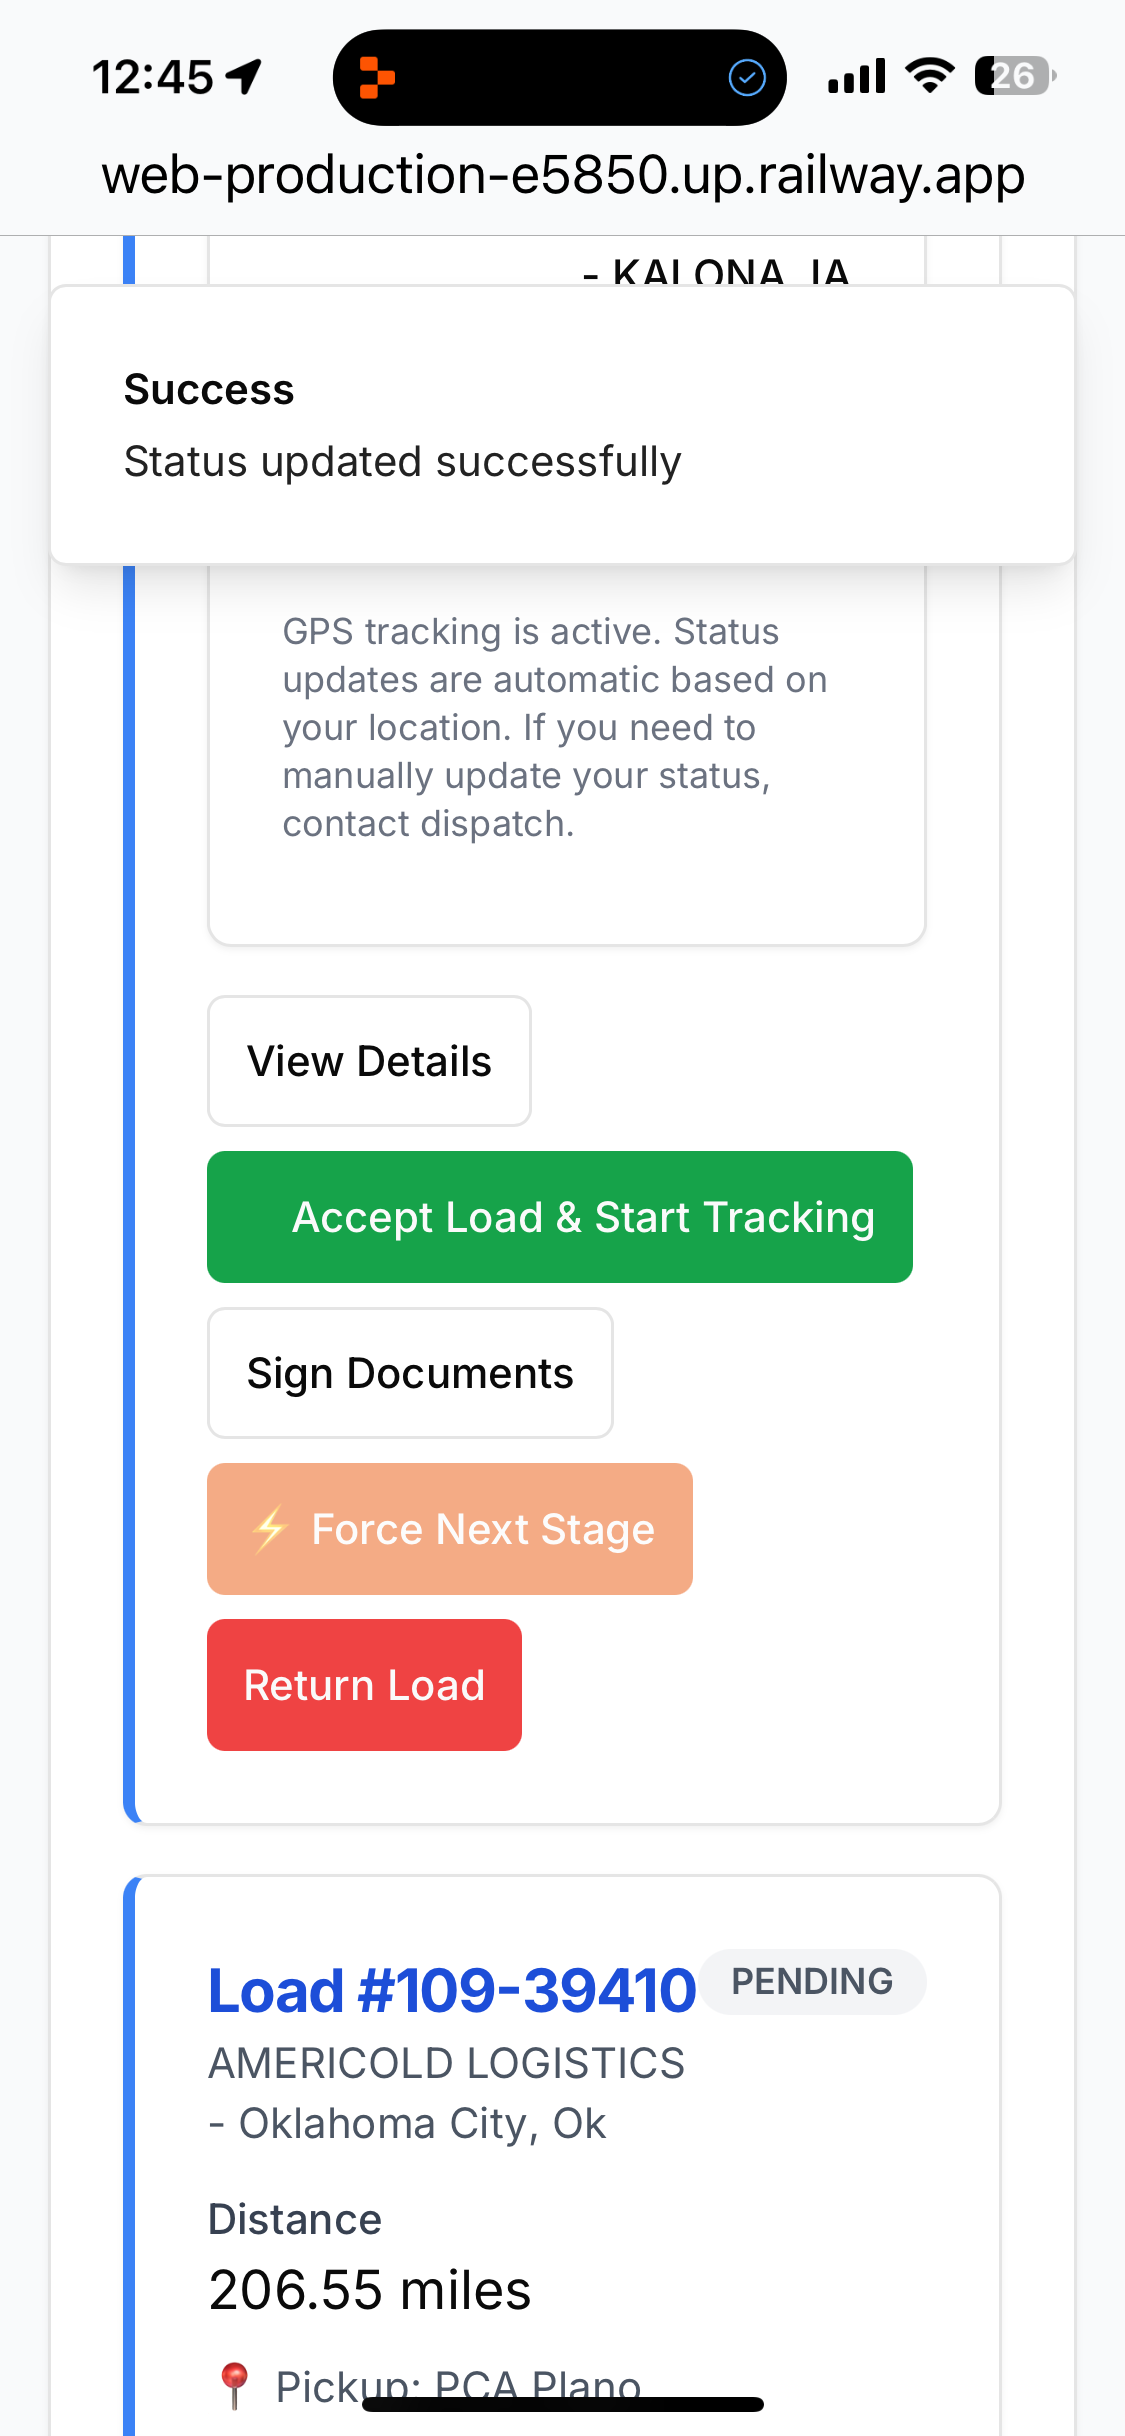 12:45
26
web-production-e5850.up.railway.app
- KALONA, IA
Success
Status updated successfully
GPS tracking is active. Status
updates are automatic based on
your location. If you need to
manually update your status,
contact dispatch.
View Details
Accept Load & Start Tracking
Sign Documents
⚡ Force Next Stage
Return Load
Load #109-39410
PENDING
AMERICOLD LOGISTICS
- Oklahoma City, Ok
Distance
206.55 miles
📍 Pickup: PCA Plano